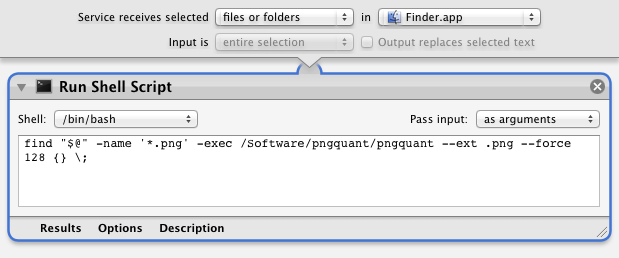 Service receives selected files or folders in Finder.app
Input is entire selection Output replaces selected text
Run Shell Script
Shell: /bin/bash Pass input: as arguments
find "$@" -name '*.png' -exec /Software/pngquant/pngquant --ext .png --force
128 {} \;
Results Options Description